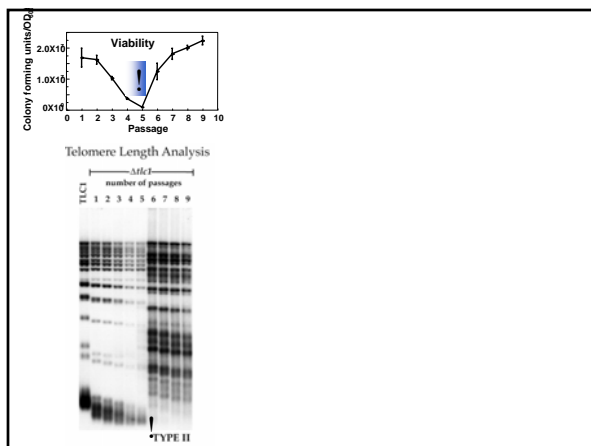 Viability
Colony forming units/OD
2.0X10
1.0X10
0X10
!
0 1 2 3 4 5 6 7 8 9 10
Passage
Telomere Length Analysis
Δtlc1
number of passages
TLC1 1 2 3 4 5 6 7 8 9
!
TYPE II